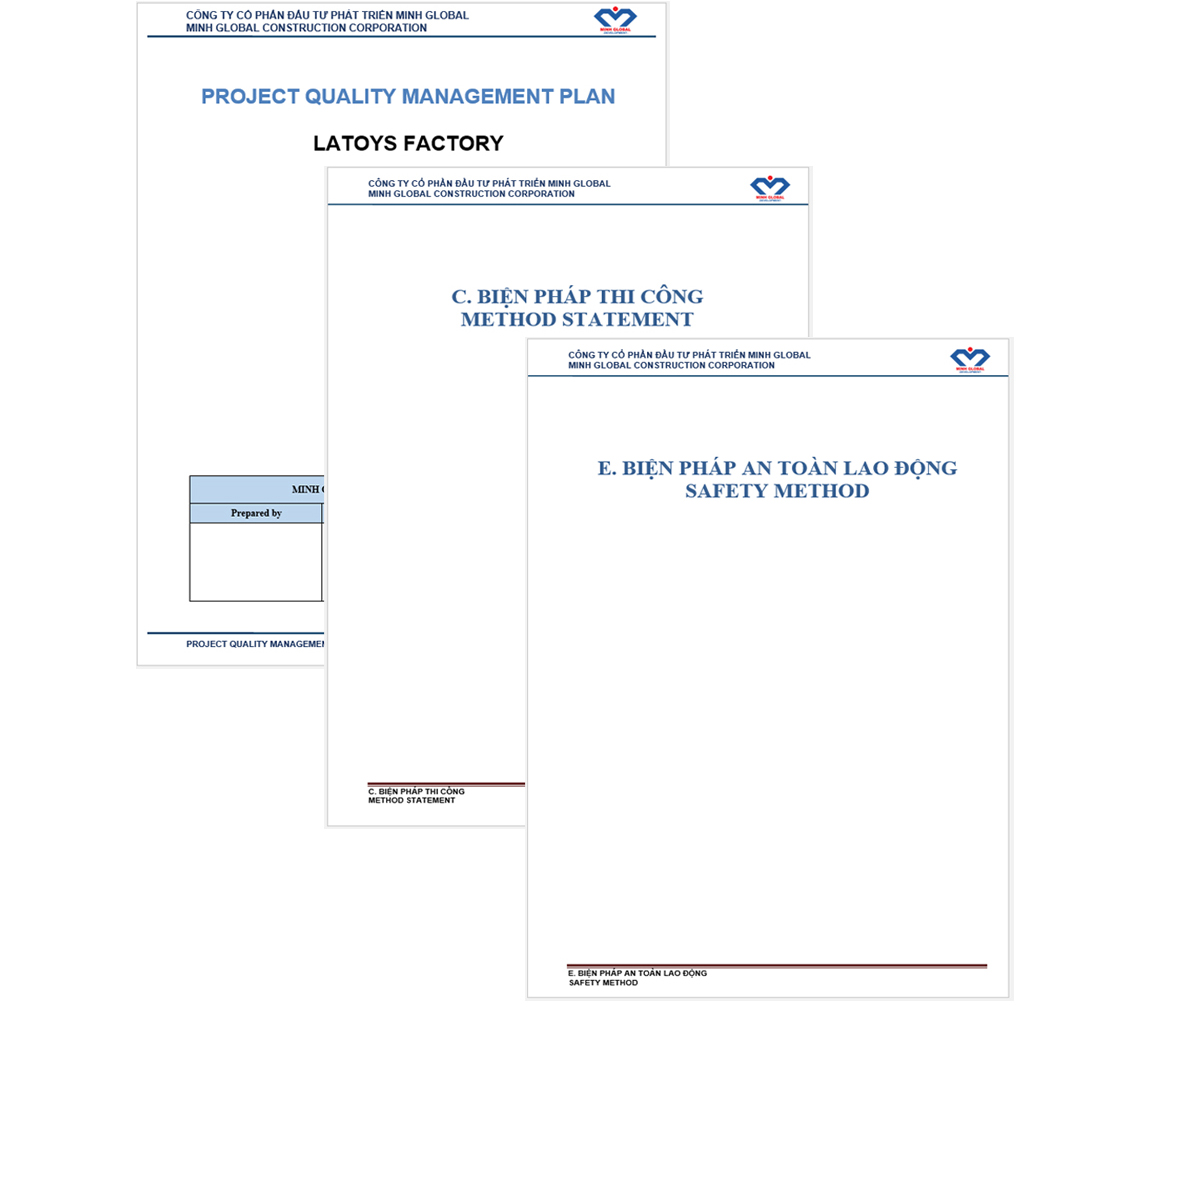 CÔNG TY CỔ PHẦN ĐẦU TƯ PHÁT TRIỂN MINH GLOBAL
MINH GLOBAL CONSTRUCTION CORPORATION
MINH GLOBAL
DEVELOPMENT
PROJECT QUALITY MANAGEMENT PLAN
LATOYS FACTORY
MINH
Prepared by
PROJECT QUALITY
CÔNG TY CỔ PHẦN ĐẦU TƯ PHÁT TRIỂN MINH GLOBAL
MINH GLOBAL CONSTRUCTION CORPORATION
MINH GLOBAL
DEVELOPMENT
C. BIỆN PHÁP THI CÔNG
METHOD STATEMENT
C. BIỆN PHÁP THI CÔNG
METHOD STATEMENT
CÔNG TY CỔ PHẦN ĐẦU TƯ PHÁT TRIỂN MINH GLOBAL
MINH GLOBAL CONSTRUCTION CORPORATION
MINH GLOBAL
DEVELOPMENT
E. BIỆN PHÁP AN TOÀN LAO ĐỘNG
SAFETY METHOD
E. BIỆN PHÁP AN TOÀN LAO ĐỘNG
SAFETY METHOD